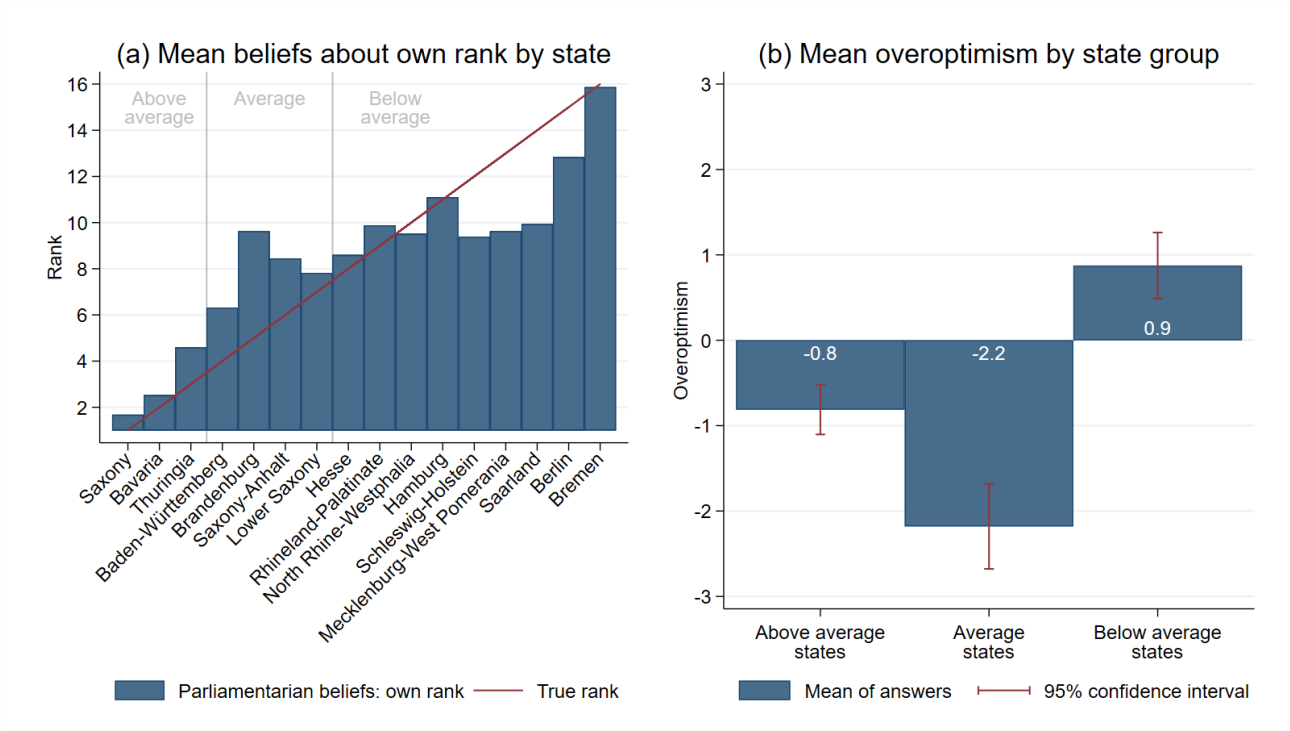 (a) Mean beliefs about own rank by state
16
14
12
10
8
6
4
2
Rank
Above
average
Average
Below
average
Saxony
Bavaria
Thuringia
Baden-Württemberg
Brandenburg
Saxony-Anhalt
Lower Saxony
Hesse
Rhineland-Palatinate
North Rhine-Westphalia
Hamburg
Schleswig-Holstein
Mecklenburg-West Pomerania
Saarland
Berlin
Bremen
Parliamentarian beliefs: own rank
True rank
(b) Mean overoptimism by state group
3
2
1
0
-1
-2
-3
Overoptimism
-0.8
-2.2
0.9
Above average
states
Average
states
Below average
states
Mean of answers
95% confidence interval